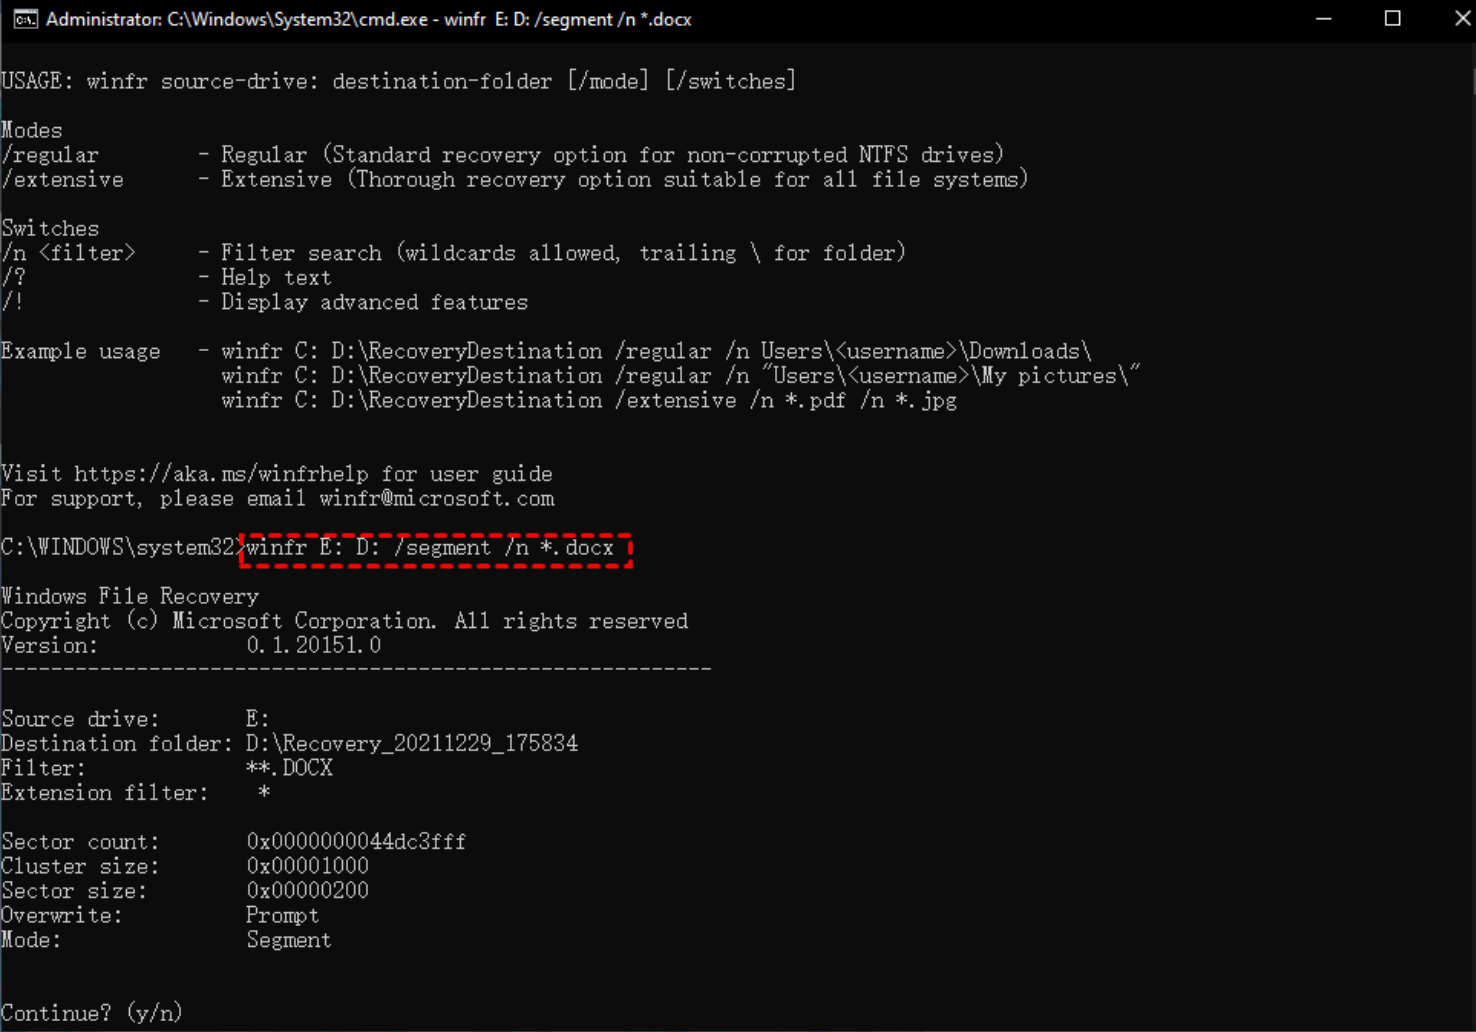 Administrator: C:\Windows\System32\cmd.exe - winfr  E: D: /segment /n *.docx
USAGE: winfr source-drive: destination-folder [/mode] [/switches]
Modes
/regular - Regular (Standard recovery option for non-corrupted NTFS drives)
/extensive - Extensive (Thorough recovery option suitable for all file systems)
Switches
/n <filter> - Filter search (wildcards allowed, trailing \ for folder)
/? - Help text
/! - Display advanced features
Example usage - winfr C: D:\RecoveryDestination /regular /n Users\<username>\Downloads\
winfr C: D:\RecoveryDestination /regular /n "Users\<username>\My pictures\"
winfr C: D:\RecoveryDestination /extensive /n *.pdf /n *.jpg
Visit https://aka.ms/winfrhelp for user guide
For support, please email winfr@microsoft.com
C:\WINDOWS\system32>winfr E: D: /segment /n *.docx
Windows File Recovery
Copyright (c) Microsoft Corporation. All rights reserved
Version: 0.1.20151.0
----------------------------------------------------------
Source drive: E:
Destination folder: D:\Recovery_20211229_175834
Filter: **.DOCX
Extension filter: *
Sector count: 0x0000000044dc3fff
Cluster size: 0x00001000
Sector size: 0x00000200
Overwrite: Prompt
Mode: Segment
Continue? (y/n)